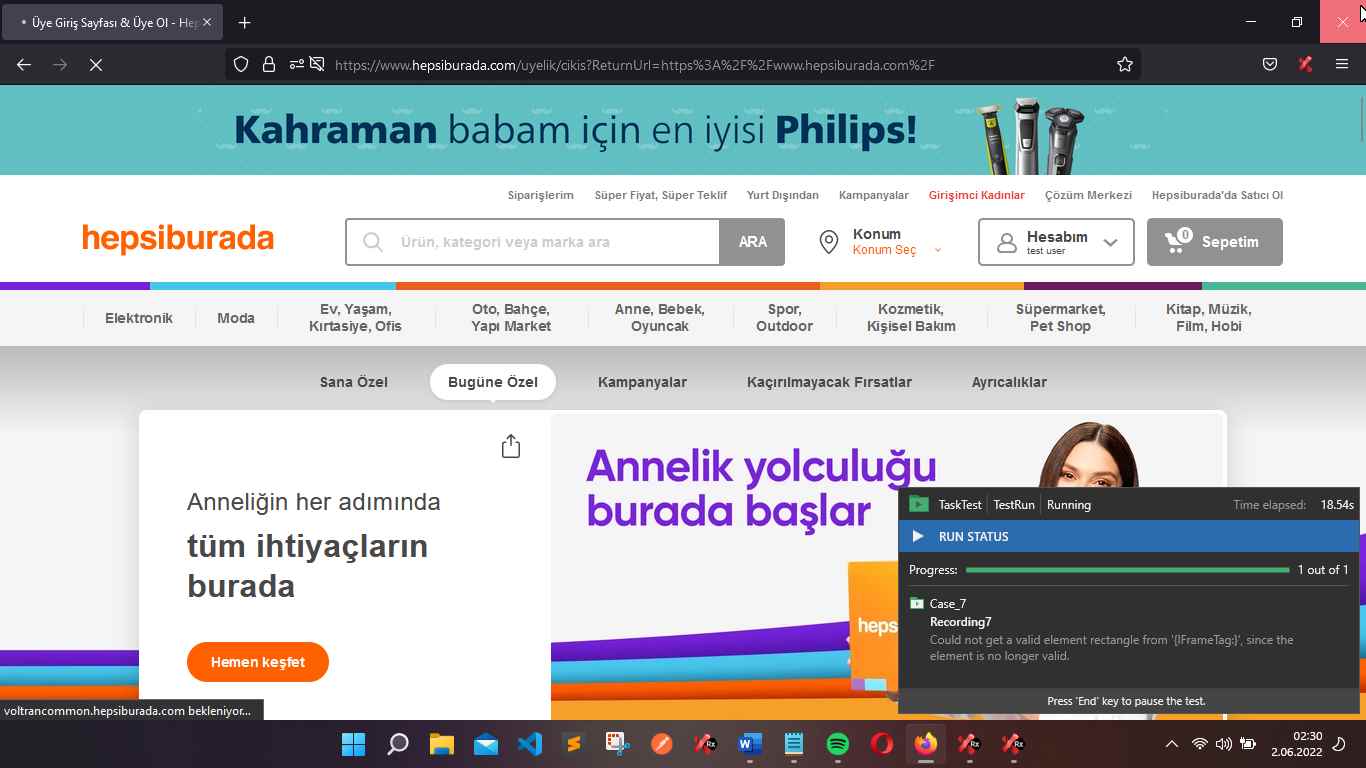 Üye Giriş Sayfası & Üye Ol - Hep
https://www.hepsiburada.com/uyelik/cikis?ReturnUrl=https%3A%2F%2Fwww.hepsiburada.com%2F
Kahraman babam için en iyisi Philips!
Siparişlerim Süper Fiyat, Süper Teklif Yurt Dışından Kampanyalar Girişimci Kadınlar Çözüm Merkezi Hepsiburada'da Satıcı Ol
hepsiburada
Ürün, kategori veya marka ara
ARA
Konum
Konum Seç
Hesabım
test user
0
Sepetim
Elektronik
Moda
Ev, Yaşam,
Kırtasiye, Ofis
Oto, Bahçe,
Yapı Market
Anne, Bebek,
Oyuncak
Spor,
Outdoor
Kozmetik,
Kişisel Bakım
Süpermarket,
Pet Shop
Kitap, Müzik,
Film, Hobi
Sana Özel Bugüne Özel Kampanyalar Kaçırılmayacak Fırsatlar Ayrıcalıklar
Anneliğin her adımında
tüm ihtiyaçların
burada
Hemen keşfet
Annelik yolculuğu
burada başlar
heps
TaskTest TestRun Running Time elapsed: 18.54s
RUN STATUS
Progress: 1 out of 1
Case_7
Recording7
Could not get a valid element rectangle from '{IFrameTag:}', since the
element is no longer valid.
Press 'End' key to pause the test.
voltrancommon.hepsiburada.com bekleniyor...
02:30
2.06.2022